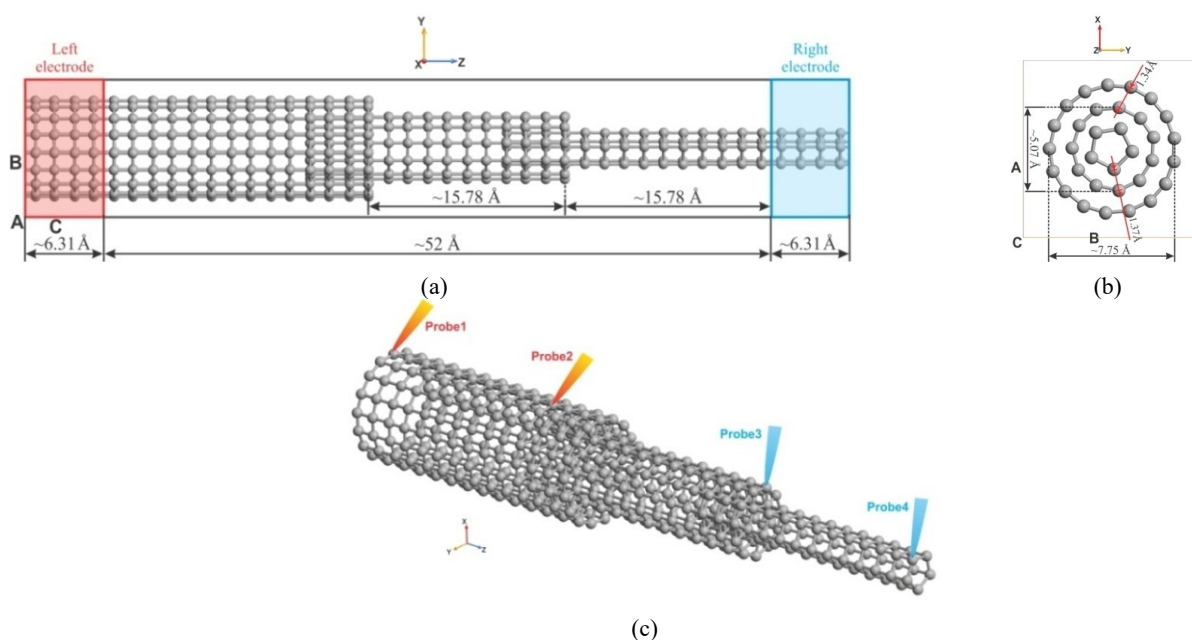 Y
X
Z
Left
electrode
Right
electrode
B
A
C
~15.78 Å
~15.78 Å
~6.31 Å
~52 Å
~6.31 Å
(a)
X
Z
Y
1.34Å
~5.07 Å
A
1.37Å
C
B
~7.75 Å
(b)
Probe1
Probe2
Probe3
Probe4
X
Y
Z
(c)